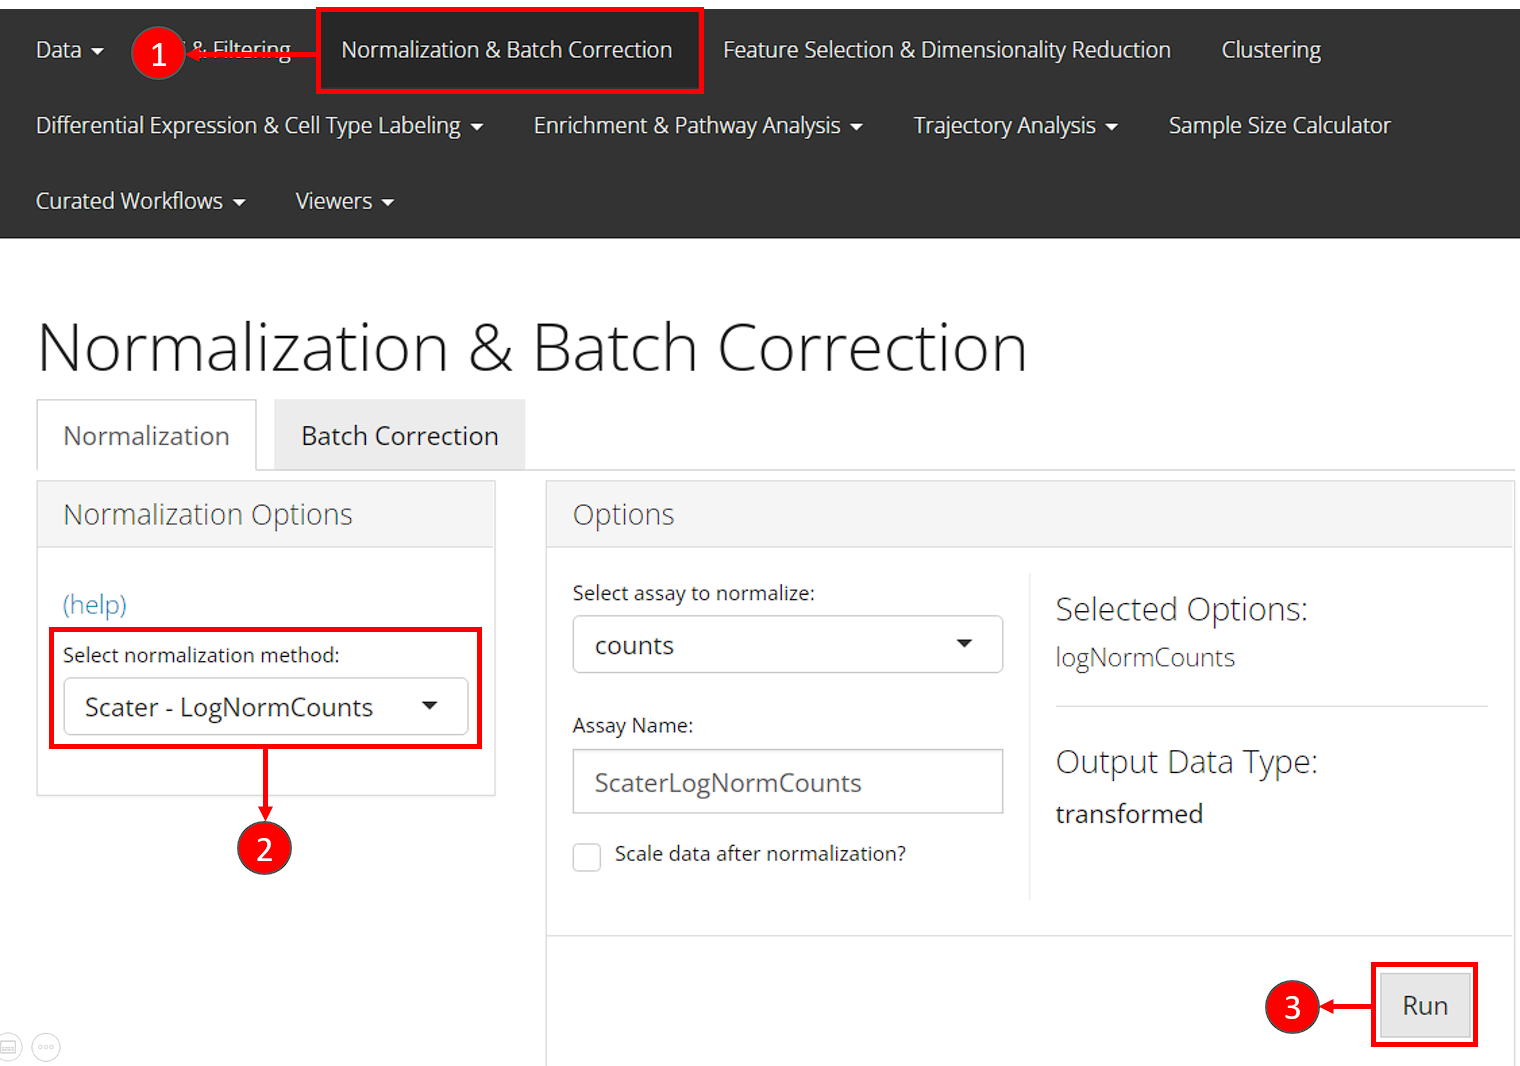 Data
1
& Filtering
Normalization & Batch Correction
Feature Selection & Dimensionality Reduction
Clustering
Differential Expression & Cell Type Labeling
Enrichment & Pathway Analysis
Trajectory Analysis
Sample Size Calculator
Curated Workflows
Viewers
Normalization & Batch Correction
Normalization
Batch Correction
Normalization Options
(help)
Select normalization method:
Scater - LogNormCounts
2
Options
Select assay to normalize:
counts
Assay Name:
ScaterLogNormCounts
Scale data after normalization?
Selected Options:
logNormCounts
Output Data Type:
transformed
3
Run